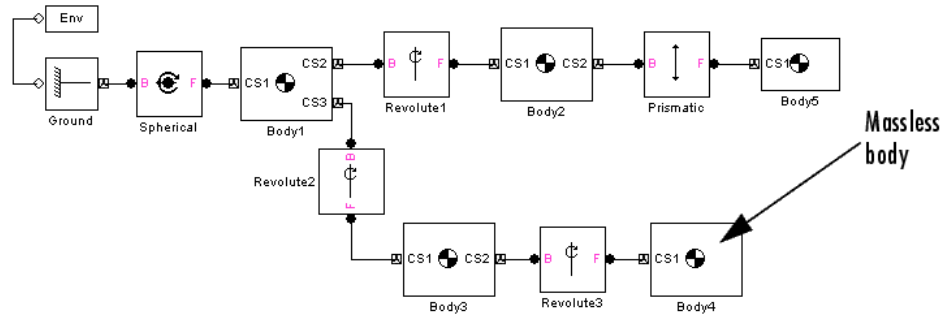 Env
Ground
B F
Spherical
CS1 CS2
CS3
Body1
B F
Revolute1
CS1 CS2
Body2
B F
Prismatic
CS1
Body5
Massless
body
B
Revolute2
F
CS1 CS2
Body3
B F
Revolute3
CS1
Body4